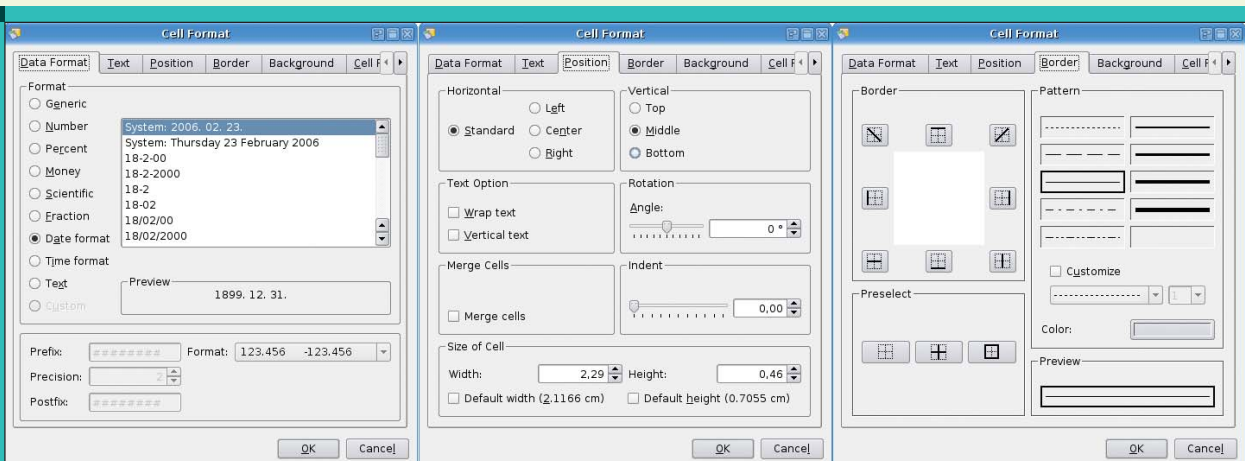 Cell Format
Data Format Text Position Border Background Cell F
Format
Generic
Number
Percent
Money
Scientific
Fraction
Date format
Time format
Text
Custom
System: 2006. 02. 23.
System: Thursday 23 February 2006
18-2-00
18-2-2000
18-2
18-02
18/02/00
18/02/2000
Preview
1899. 12. 31.
Prefix: ######## Format: 123.456 -123.456
Precision: 2
Postfix: ########
OK Cancel
Cell Format
Data Format Text Position Border Background Cell F
Horizontal
Left
Standard Center
Right
Vertical
Top
Middle
Bottom
Text Option
Wrap text
Vertical text
Rotation
Angle:
0 °
Merge Cells
Merge cells
Indent
0,00
Size of Cell
Width: 2,29 Height: 0,46
Default width (2.1166 cm) Default height (0.7055 cm)
OK Cancel
Cell Format
Data Format Text Position Border Background Cell F
Border
Preselect
Pattern
Customize
1
Color:
Preview
OK Cancel